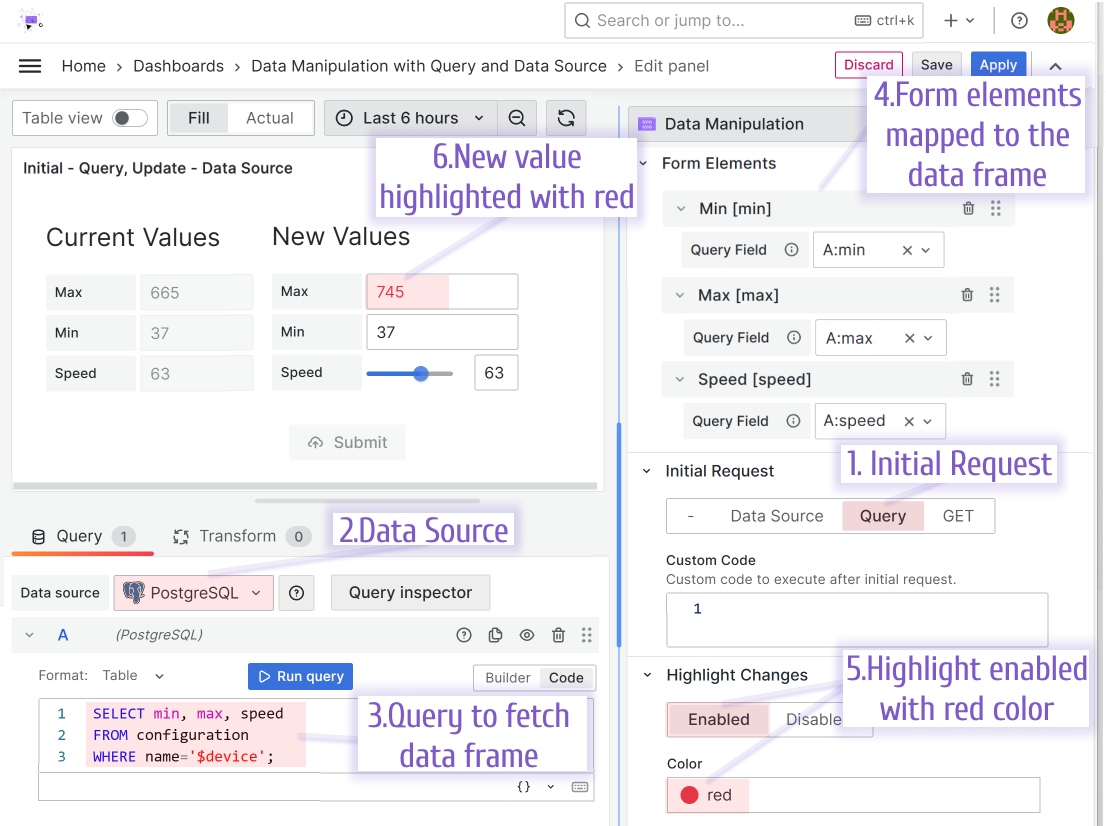 Search or jump to...
ctrl+k
Home › Dashboards › Data Manipulation with Query and Data Source › Edit panel
Discard
Save
Apply
Table view
Fill
Actual
Last 6 hours
Initial - Query, Update - Data Source
6.New value
highlighted with red
Current Values
Max 665
Min 37
Speed 63
New Values
Max 745
Min 37
Speed 63
Submit
Query 1
Transform 0
2.Data Source
Data source
PostgreSQL
Query inspector
A (PostgreSQL)
Format: Table
Run query
Builder
Code
1 SELECT min, max, speed
2 FROM configuration
3 WHERE name='$device';
{}
3.Query to fetch
data frame
Data Manipulation
4.Form elements
mapped to the
data frame
Form Elements
Min [min]
Query Field A:min
Max [max]
Query Field A:max
Speed [speed]
Query Field A:speed
1. Initial Request
Initial Request
- Data Source Query GET
Custom Code
Custom code to execute after initial request.
1
Highlight Changes
5.Highlight enabled
with red color
Enabled Disable
Color
red